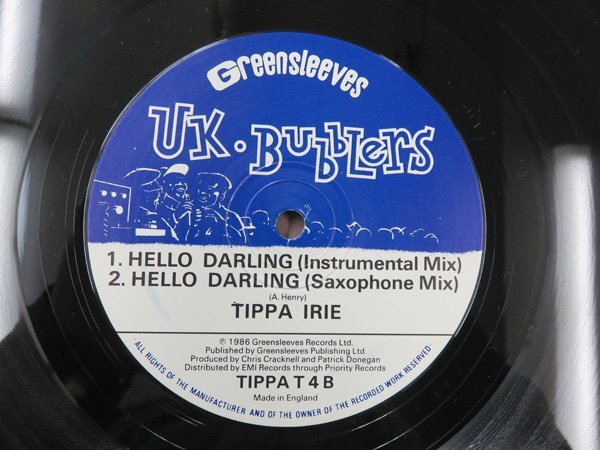 Greensleeves
UK·BUBBLERS
1. HELLO DARLING (Instrumental Mix)
2. HELLO DARLING (Saxophone Mix)
(A. Henry)
TIPPA IRIE
℗ 1986 Greensleeves Records Ltd.
Published by Greensleeves Publishing Ltd.
Produced by Chris Cracknell and Patrick Donegan
Distributed by EMI Records through Priority Records
TIPPA T 4 B
Made in England
ALL RIGHTS OF THE MANUFACTURER AND OF THE OWNER OF THE RECORDED WORK RESERVED·